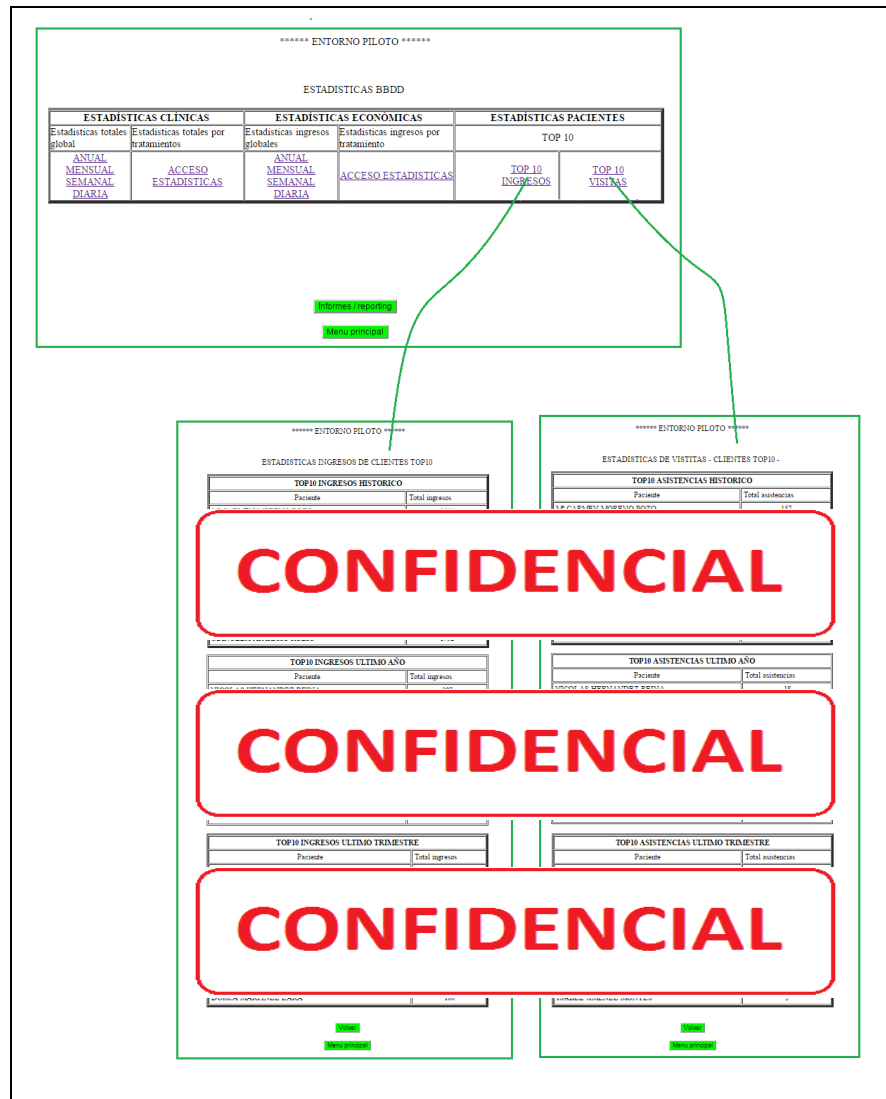 ****** ENTORNO PILOTO ******
ESTADISTICAS BBDD
ESTADÍSTICAS CLÍNICAS ESTADÍSTICAS ECONÓMICAS ESTADÍSTICAS PACIENTES
Estadisticas totales global Estadisticas totales por tratamientos Estadisticas ingresos globales Estadisticas ingresos por tratamiento TOP 10
ANUAL
MENSUAL
SEMANAL
DIARIA
ACCESO
ESTADISTICAS
ANUAL
MENSUAL
SEMANAL
DIARIA
ACCESO ESTADISTICAS
TOP 10
INGRESOS
TOP 10
VISITAS
Informes / reporting
Menu principal
****** ENTORNO PILOTO ******
ESTADISTICAS INGRESOS DE CLIENTES TOP10
TOP10 INGRESOS HISTORICO
Paciente Total ingresos
****** ENTORNO PILOTO ******
ESTADISTICAS DE VISTITAS - CLIENTES TOP10 -
TOP10 ASISTENCIAS HISTORICO
Paciente Total asistencias
CONFIDENCIAL
TOP10 INGRESOS ULTIMO AÑO
Paciente Total ingresos
TOP10 ASISTENCIAS ULTIMO AÑO
Paciente Total asistencias
CONFIDENCIAL
TOP10 INGRESOS ULTIMO TRIMESTRE
Paciente Total ingresos
TOP10 ASISTENCIAS ULTIMO TRIMESTRE
Paciente Total asistencias
CONFIDENCIAL
Volver
Menu principal
Volver
Menu principal